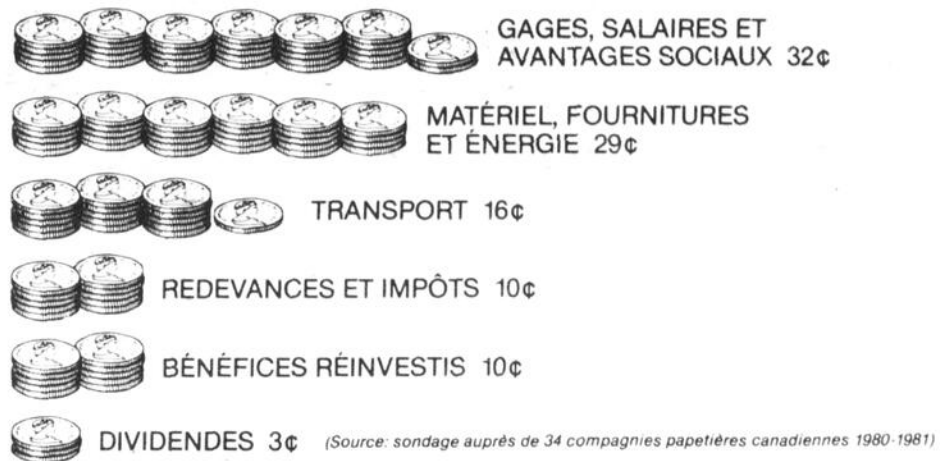 GAGES, SALAIRES ET
AVANTAGES SOCIAUX 32¢
MATÉRIEL, FOURNITURES
ET ÉNERGIE 29¢
TRANSPORT 16¢
REDEVANCES ET IMPÔTS 10¢
BÉNÉFICES RÉINVESTIS 10¢
DIVIDENDES 3¢ (Source: sondage auprès de 34 compagnies papetières canadiennes 1980-1981)